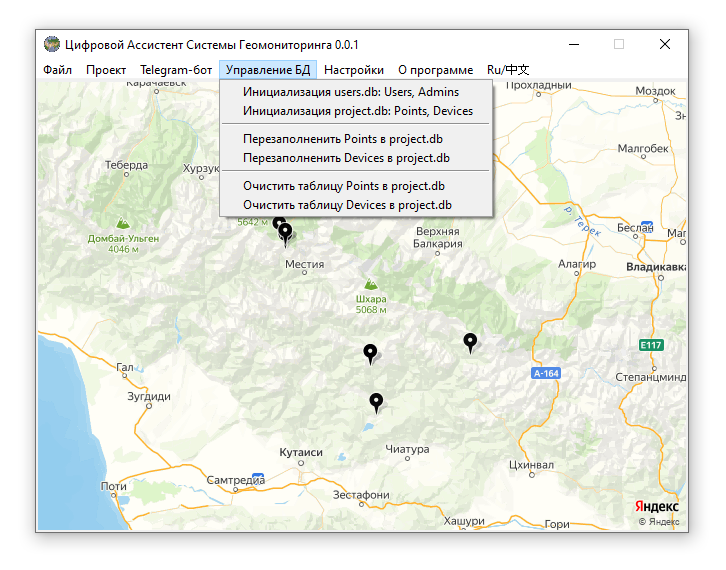 Цифровой Ассистент Системы Геомониторинга 0.0.1
Файл Проект Telegram-бот Управление БД Настройки О программе Ru/中文
Инициализация users.db: Users, Admins
Инициализация project.db: Points, Devices
Перезаполненить Points в project.db
Перезаполненить Devices в project.db
Очистить таблицу Points в project.db
Очистить таблицу Devices в project.db
Карачаевск
Прохладный
Моздок
Малгобек
Теберда
Хурзук
5642 м
р. Терек
Беслан
Домбай-Ульген
4046 м
Верхняя
Балкария
Местия
Алагир
Владикавка
Шхара
5068 м
E117
Гал
А-164
Степанцминд
Зугдиди
Кутаиси
Чиатура
Цхинвал
Самтредиа
Поти
Зестафони
Яндекс
© Яндекс
Хашури
Гори